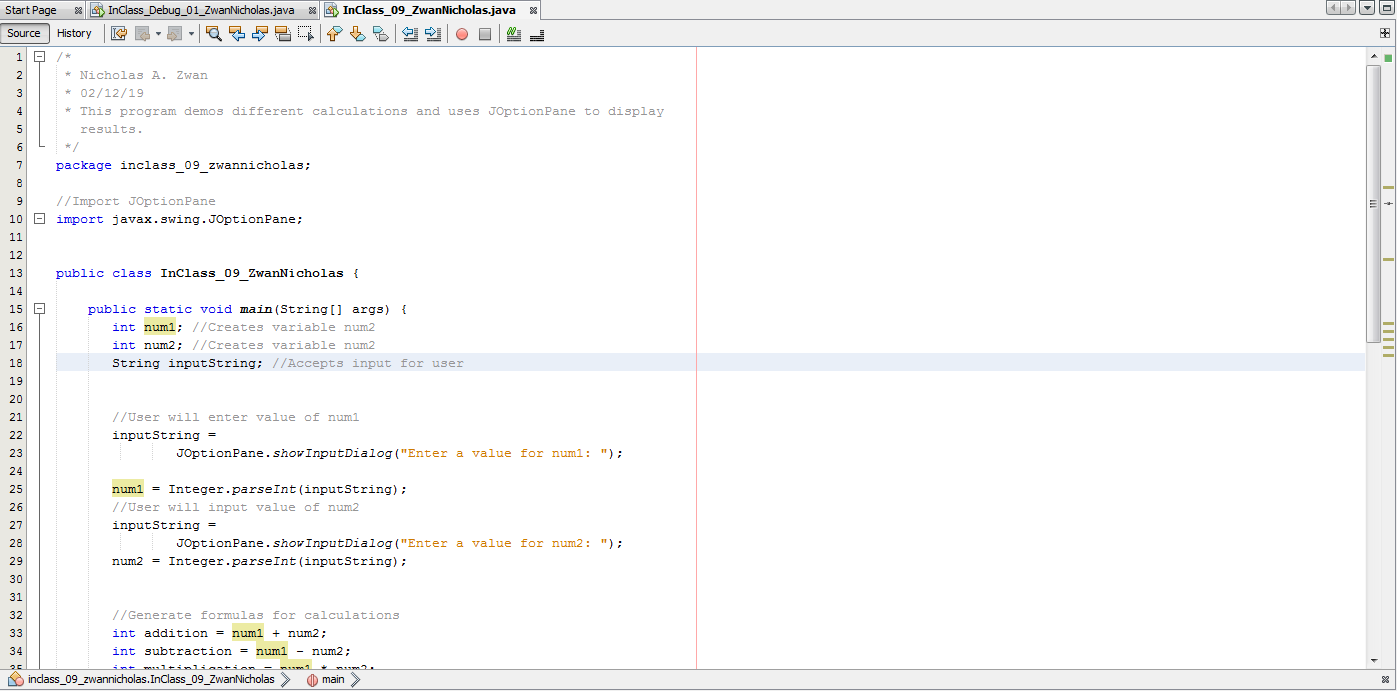 Start Page InClass_Debug_01_ZwanNicholas.java InClass_09_ZwanNicholas.java
Source History
1 /*
2 * Nicholas A. Zwan
3 * 02/12/19
4 * This program demos different calculations and uses JOptionPane to display
5 results.
6 */
7 package inclass_09_zwannicholas;
8
9 //Import JOptionPane
10 import javax.swing.JOptionPane;
11
12
13 public class InClass_09_ZwanNicholas {
14
15 public static void main(String[] args) {
16 int num1; //Creates variable num2
17 int num2; //Creates variable num2
18 String inputString; //Accepts input for user
19
20
21 //User will enter value of num1
22 inputString =
23 JOptionPane.showInputDialog("Enter a value for num1: ");
24
25 num1 = Integer.parseInt(inputString);
26 //User will input value of num2
27 inputString =
28 JOptionPane.showInputDialog("Enter a value for num2: ");
29 num2 = Integer.parseInt(inputString);
30
31
32 //Generate formulas for calculations
33 int addition = num1 + num2;
34 int subtraction = num1 - num2;
35 int multiplication = num1 * num2;
inclass_09_zwannicholas.InClass_09_ZwanNicholas main